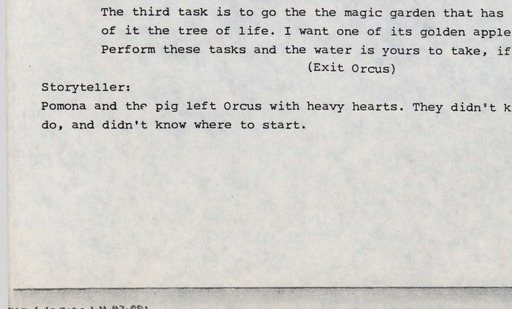 The third task is to go the the magic garden that has
of it the tree of life. I want one of its golden apple
Perform these tasks and the water is yours to take, if
(Exit Orcus)
Storyteller:
Pomona and the pig left Orcus with heavy hearts. They didn't k
do, and didn't know where to start.